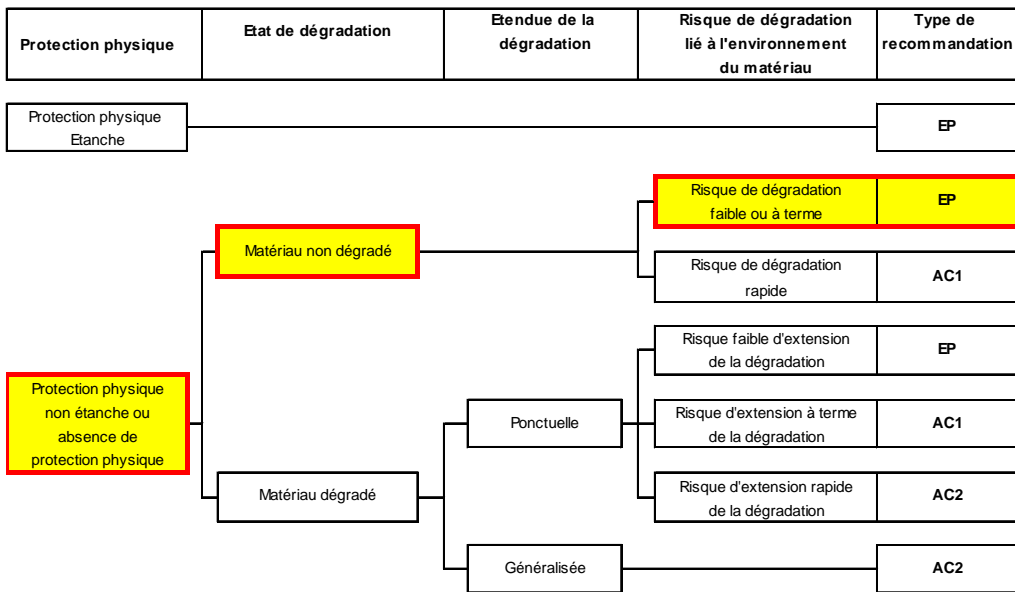 Protection physique
Etat de dégradation
Etendue de la
dégradation
Risque de dégradation
lié à l'environnement
du matériau
Type de
recommandation
Protection physique
Etanche
EP
Risque de dégradation
faible ou à terme
EP
Matériau non dégradé
Risque de dégradation
rapide
AC1
Risque faible d'extension
de la dégradation
EP
Protection physique
non étanche ou
absence de
protection physique
Ponctuelle
Risque d'extension à terme
de la dégradation
AC1
Matériau dégradé
Risque d'extension rapide
de la dégradation
AC2
Généralisée
AC2